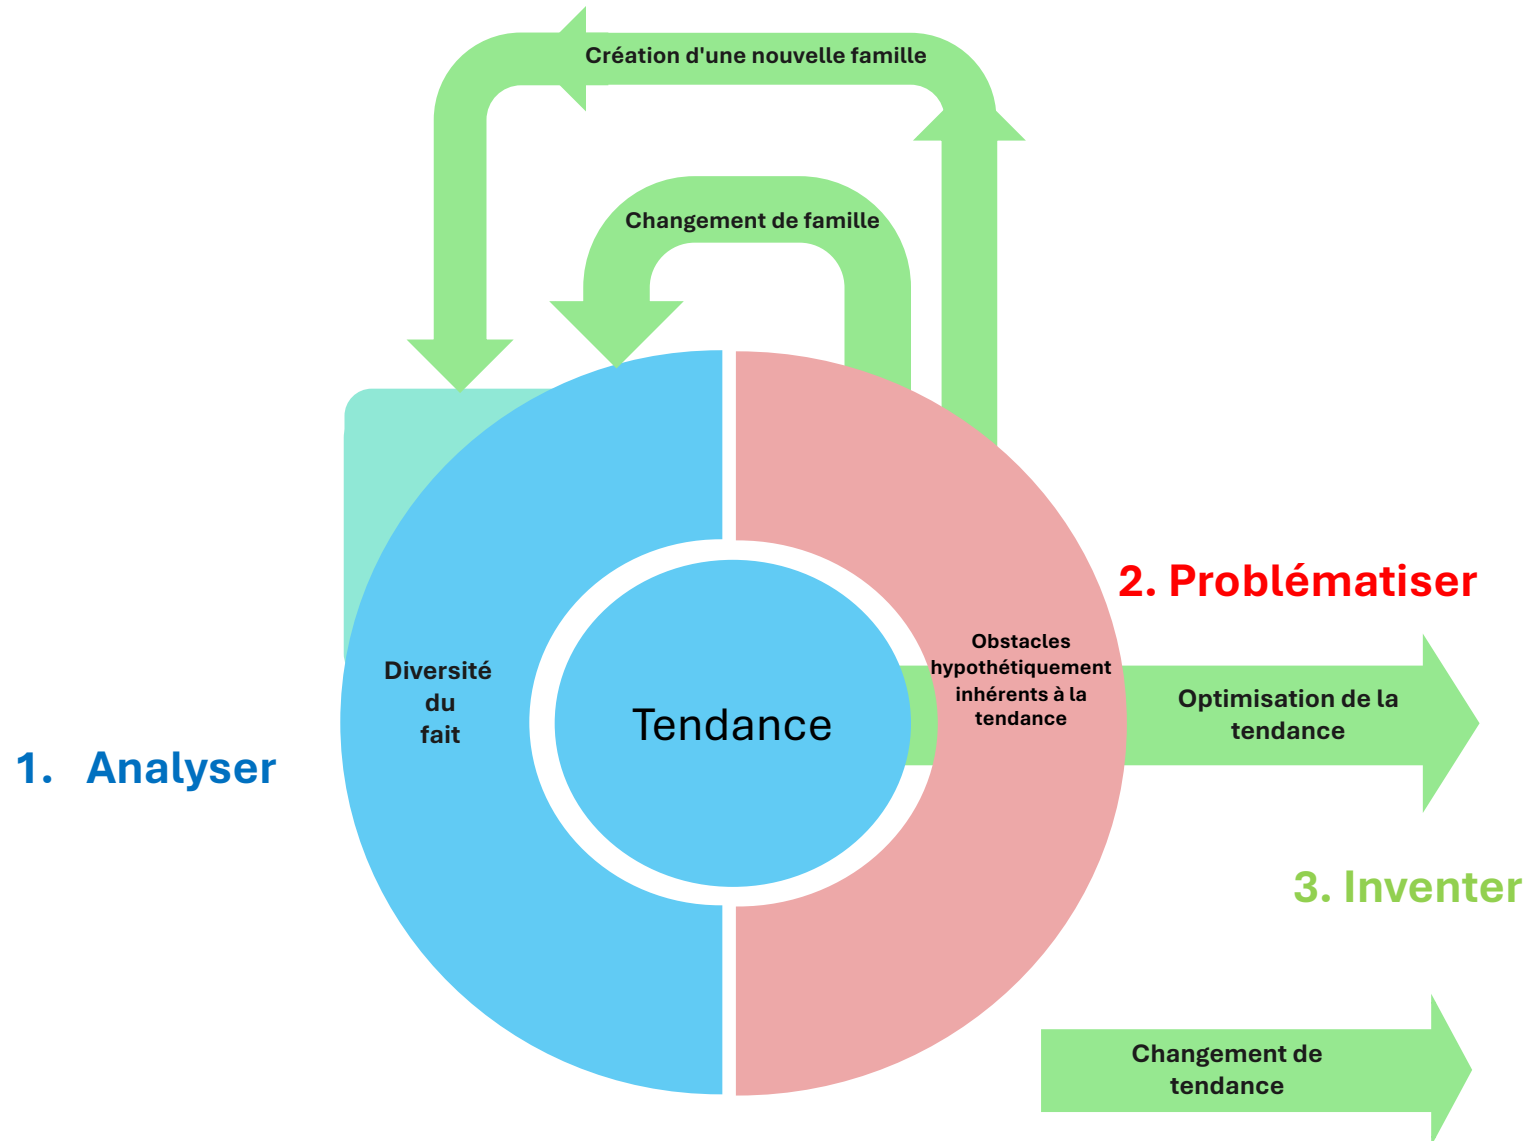 Création d'une nouvelle famille
Changement de famille
2. Problématiser
Obstacles
hypothétiquement
inhérents à la
tendance
Diversité
du
fait
Tendance
Optimisation de la
tendance
1. Analyser
3. Inventer
Changement de
tendance